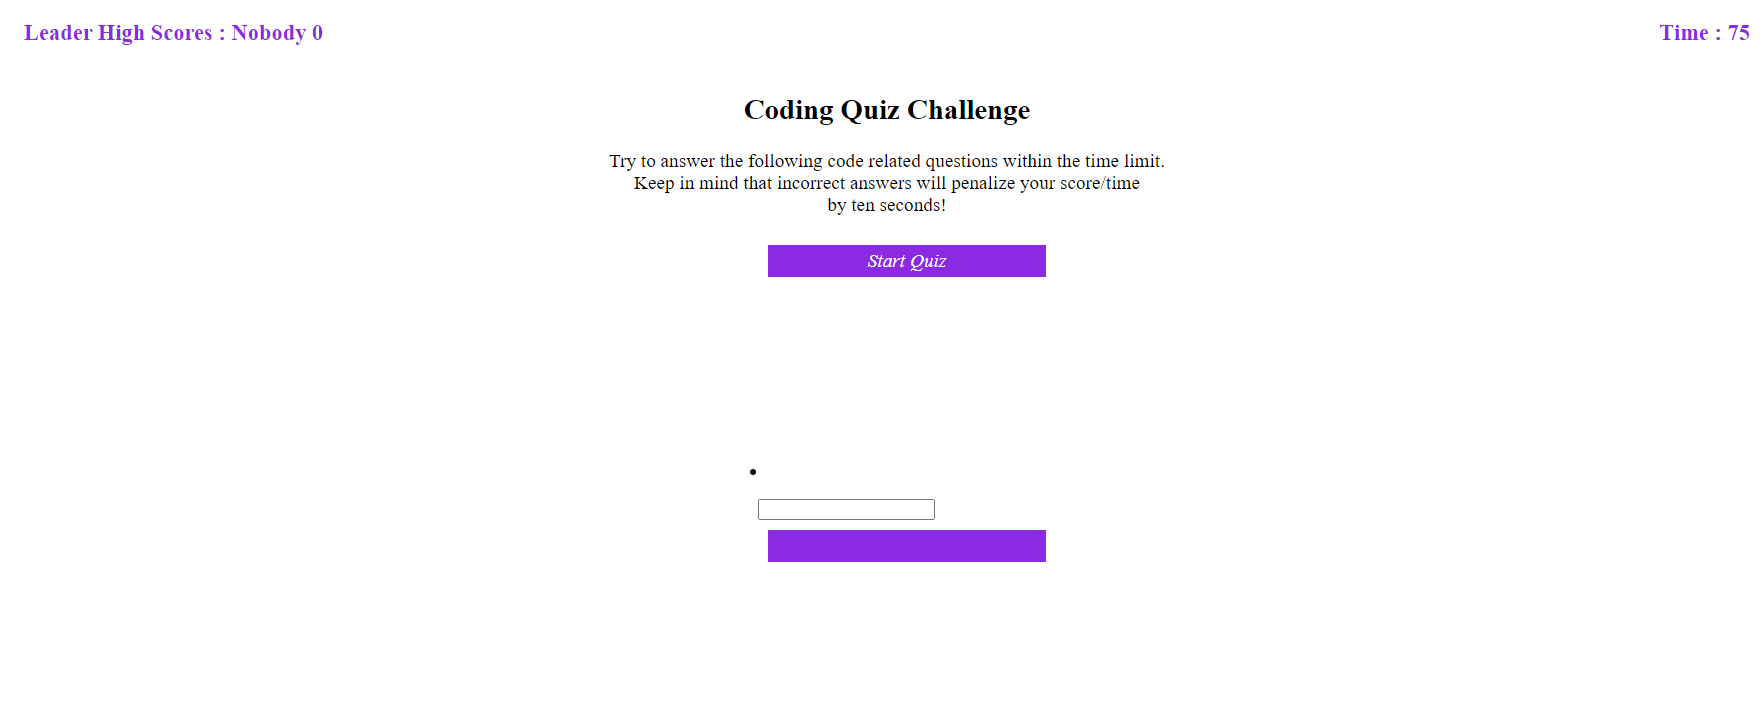 Leader High Scores : Nobody 0
Time : 75
Coding Quiz Challenge
Try to answer the following code related questions within the time limit.
Keep in mind that incorrect answers will penalize your score/time
by ten seconds!
Start Quiz